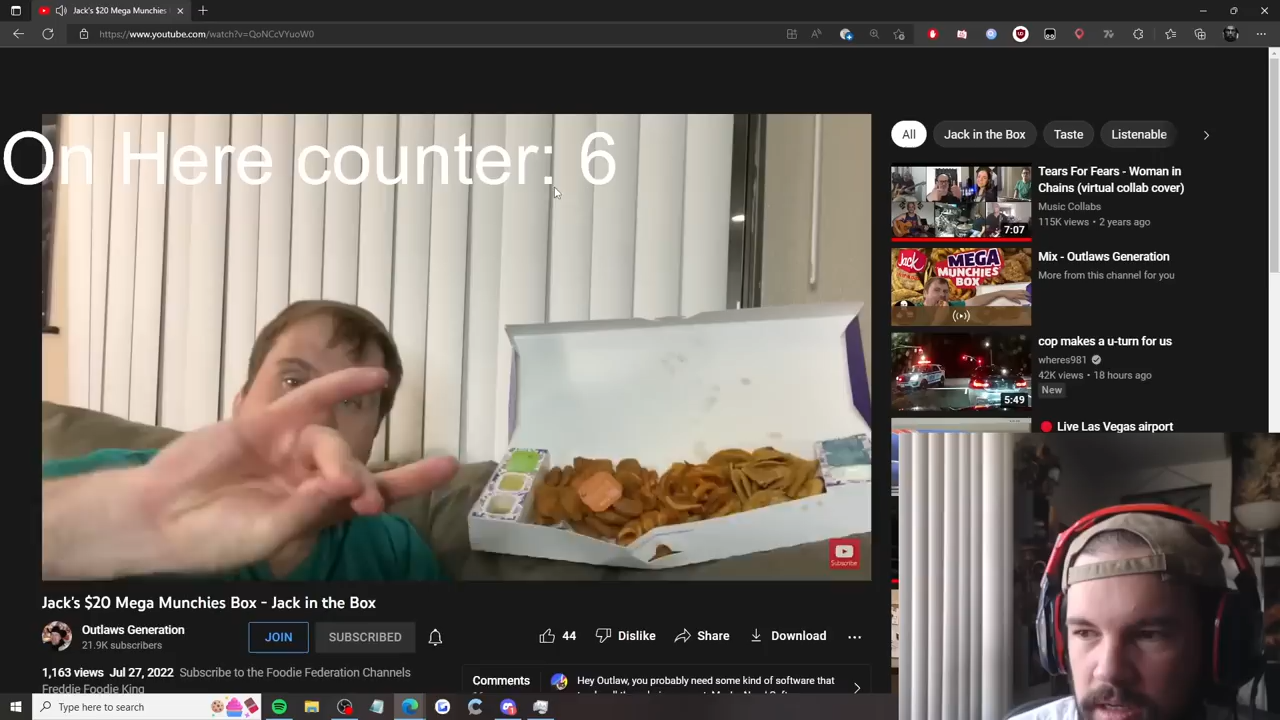 Jack's $20 Mega Munchies
https://www.youtube.com/watch?v=QoNCcVYuoW0
On Here counter: 6
Subscribe
Jack's $20 Mega Munchies Box - Jack in the Box
Outlaws Generation
21.9K subscribers
JOIN
SUBSCRIBED
44
Dislike
Share
Download
1,163 views Jul 27, 2022 Subscribe to the Foodie Federation Channels
Freddie Foodie King
Comments
Hey Outlaw, you probably need some kind of software that
All
Jack in the Box
Taste
Listenable
7:07
Tears For Fears - Woman in
Chains (virtual collab cover)
Music Collabs
115K views • 2 years ago
Jack
MEGA
MUNCHIES
BOX
Mix - Outlaws Generation
More from this channel for you
5:49
cop makes a u-turn for us
wheres981
42K views • 18 hours ago
New
Live Las Vegas airport
Type here to search